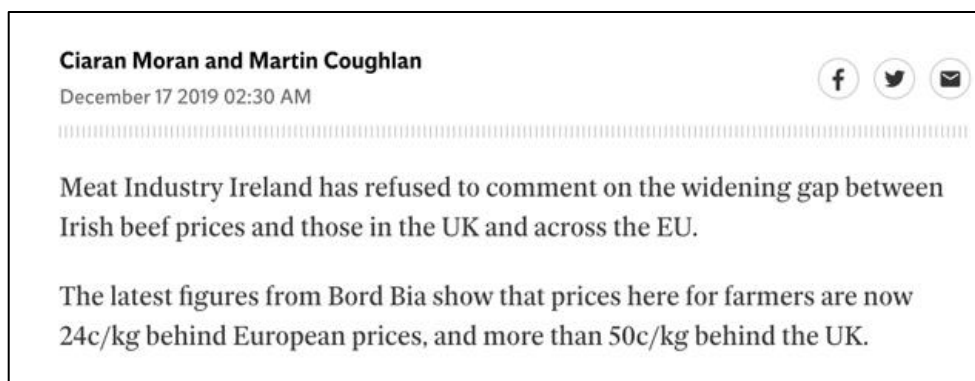 Ciaran Moran and Martin Coughlan
December 17 2019 02:30 AM
Meat Industry Ireland has refused to comment on the widening gap between
Irish beef prices and those in the UK and across the EU.
The latest figures from Bord Bia show that prices here for farmers are now
24c/kg behind European prices, and more than 50c/kg behind the UK.